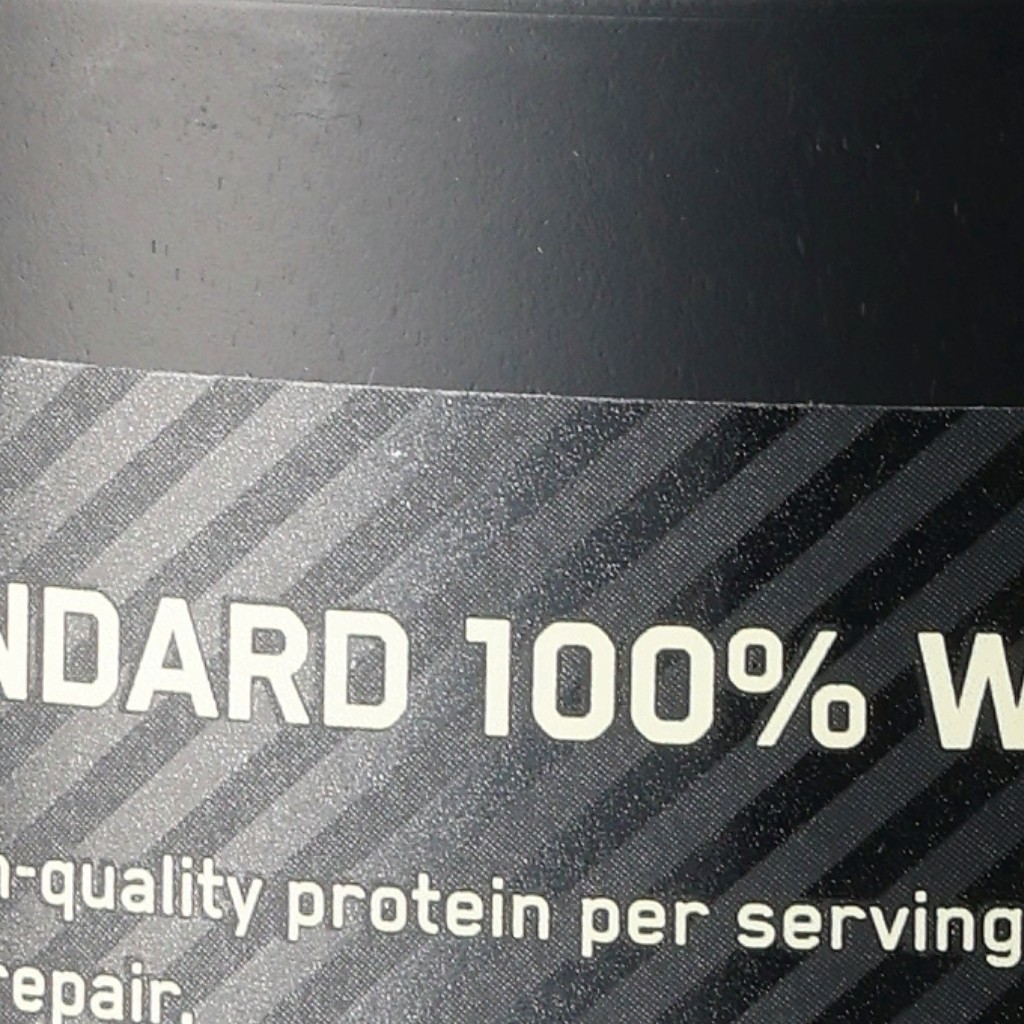 NDARD 100% W
-quality protein per serving
repair.